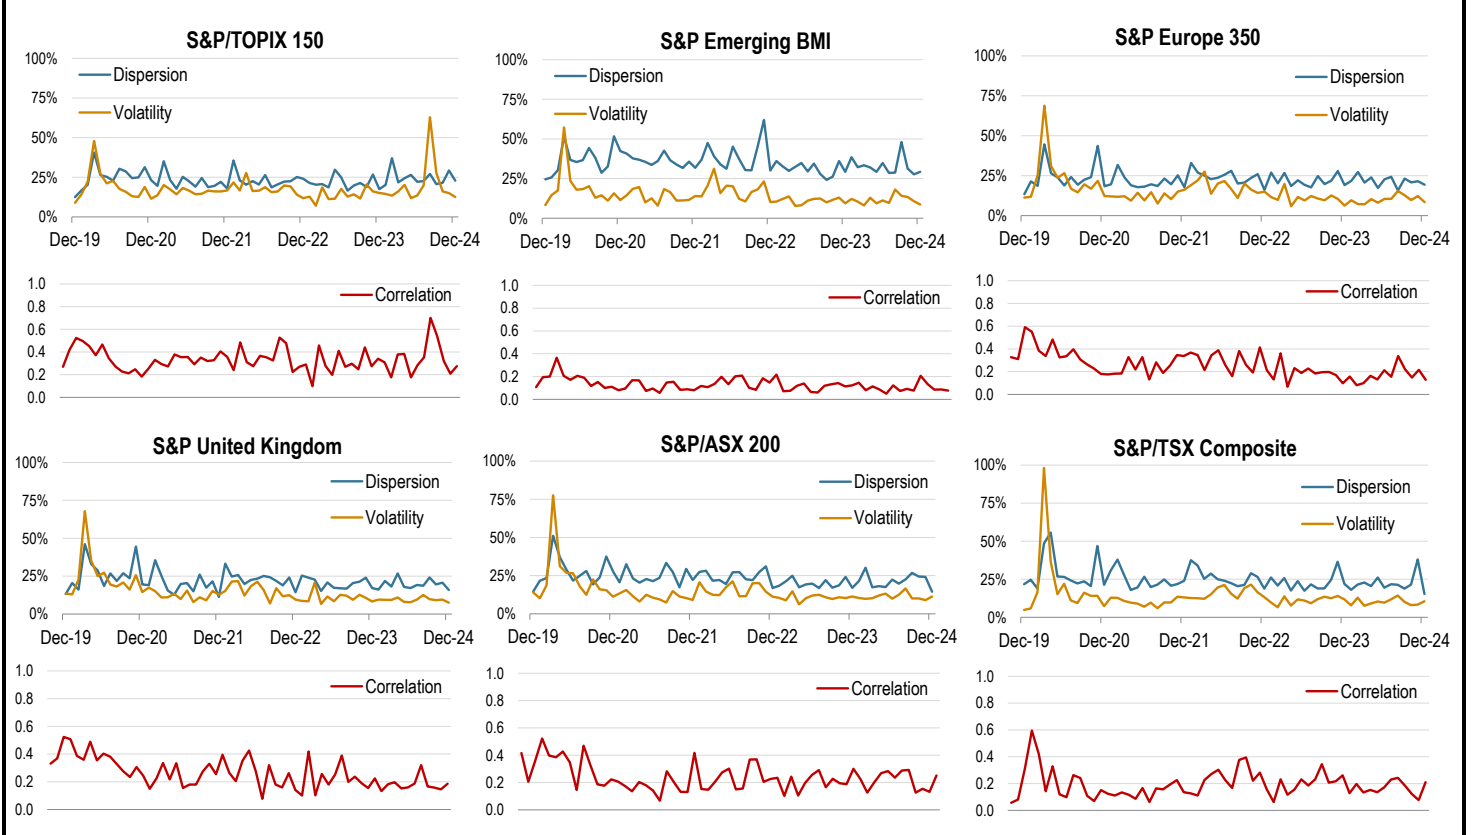 S&P/TOPIX 150
100%
75%
50%
25%
0%
Dispersion
Volatility
Dec-19 Dec-20 Dec-21 Dec-22 Dec-23 Dec-24
1.0
0.8
0.6
0.4
0.2
0.0
Correlation
S&P Emerging BMI
100%
75%
50%
25%
0%
Dispersion
Volatility
Dec-19 Dec-20 Dec-21 Dec-22 Dec-23 Dec-24
1.0
0.8
0.6
0.4
0.2
0.0
Correlation
S&P Europe 350
100%
75%
50%
25%
0%
Dispersion
Volatility
Dec-19 Dec-20 Dec-21 Dec-22 Dec-23 Dec-24
1.0
0.8
0.6
0.4
0.2
0.0
Correlation
S&P United Kingdom
100%
75%
50%
25%
0%
Dispersion
Volatility
Dec-19 Dec-20 Dec-21 Dec-22 Dec-23 Dec-24
1.0
0.8
0.6
0.4
0.2
0.0
Correlation
S&P/ASX 200
100%
75%
50%
25%
0%
Dispersion
Volatility
Dec-19 Dec-20 Dec-21 Dec-22 Dec-23 Dec-24
1.0
0.8
0.6
0.4
0.2
0.0
Correlation
S&P/TSX Composite
100%
75%
50%
25%
0%
Dispersion
Volatility
Dec-19 Dec-20 Dec-21 Dec-22 Dec-23 Dec-24
1.0
0.8
0.6
0.4
0.2
0.0
Correlation